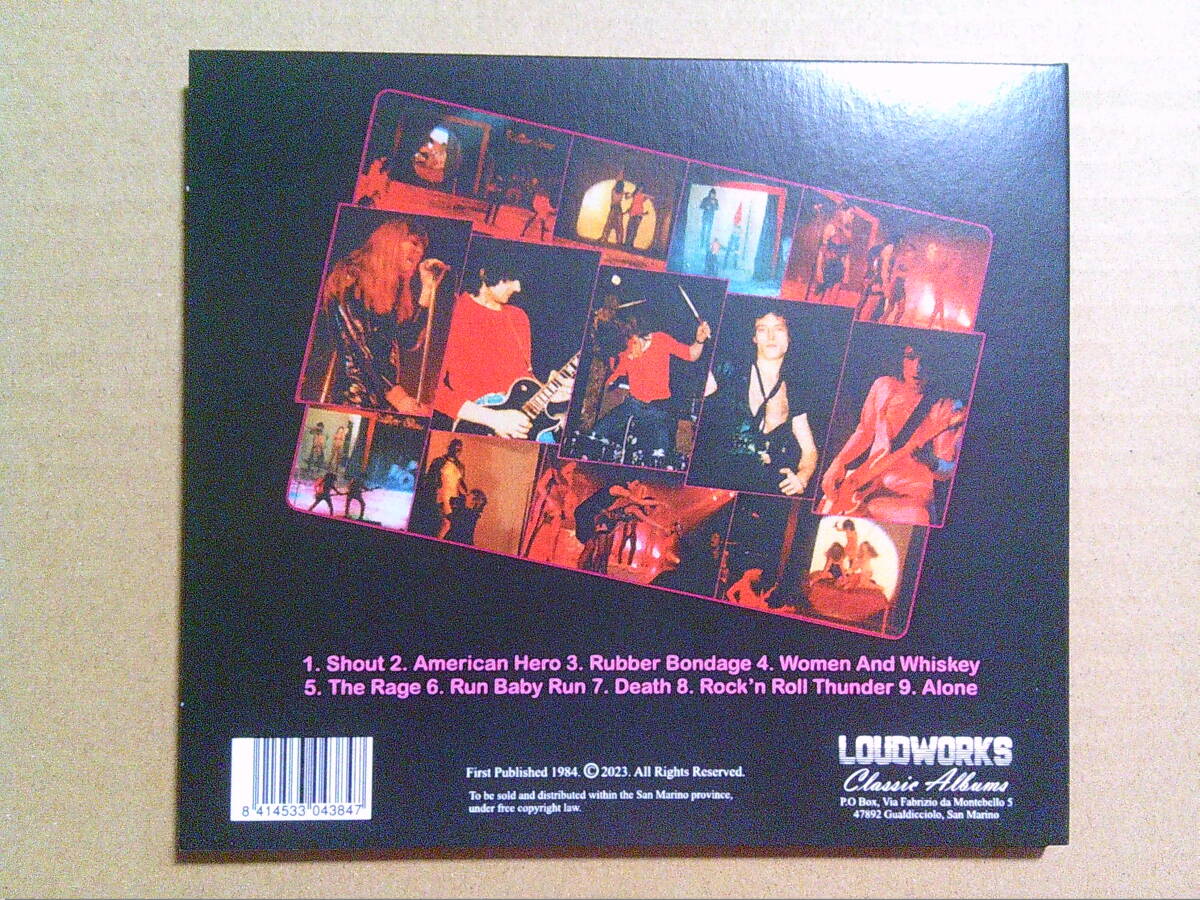 1. Shout 2. American Hero 3. Rubber Bondage 4. Women And Whiskey
5. The Rage 6. Run Baby Run 7. Death 8. Rock'n Roll Thunder 9. Alone
8 414533 043847
First Published 1984. © 2023. All Rights Reserved.
To be sold and distributed within the San Marino province,
under free copyright law.
LOUDWORKS
Classic Albums
P.O Box, Via Fabrizio da Montebello 5
47892 Gualdicciolo, San Marino